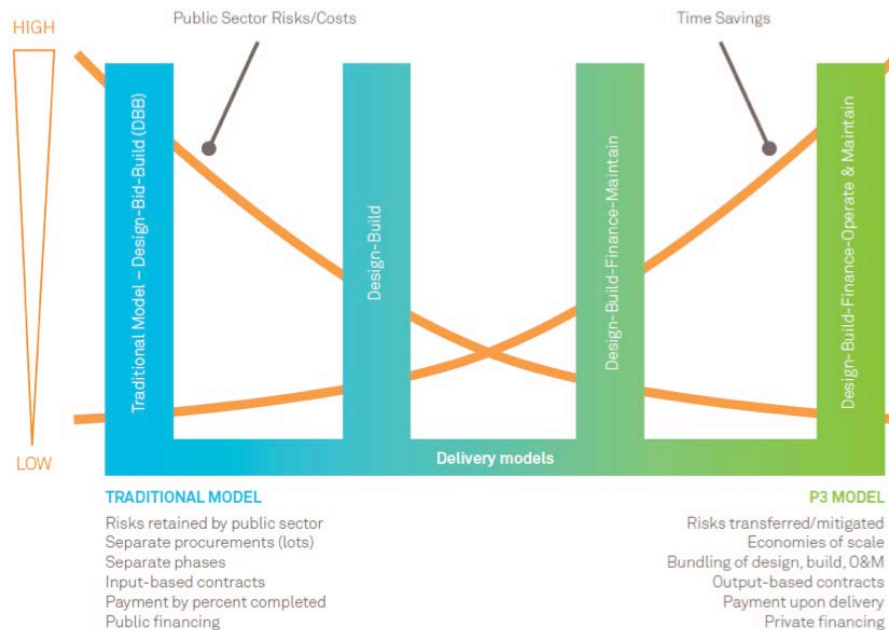 HIGH
Public Sector Risks/Costs
Time Savings
Traditional Model – Design-Bid-Build (DBB)
Design-Build
Design-Build-Finance-Maintain
Design-Build-Finance-Operate & Maintain
LOW
Delivery models
TRADITIONAL MODEL
Risks retained by public sector
Separate procurements (lots)
Separate phases
Input-based contracts
Payment by percent completed
Public financing
P3 MODEL
Risks transferred/mitigated
Economies of scale
Bundling of design, build, O&M
Output-based contracts
Payment upon delivery
Private financing